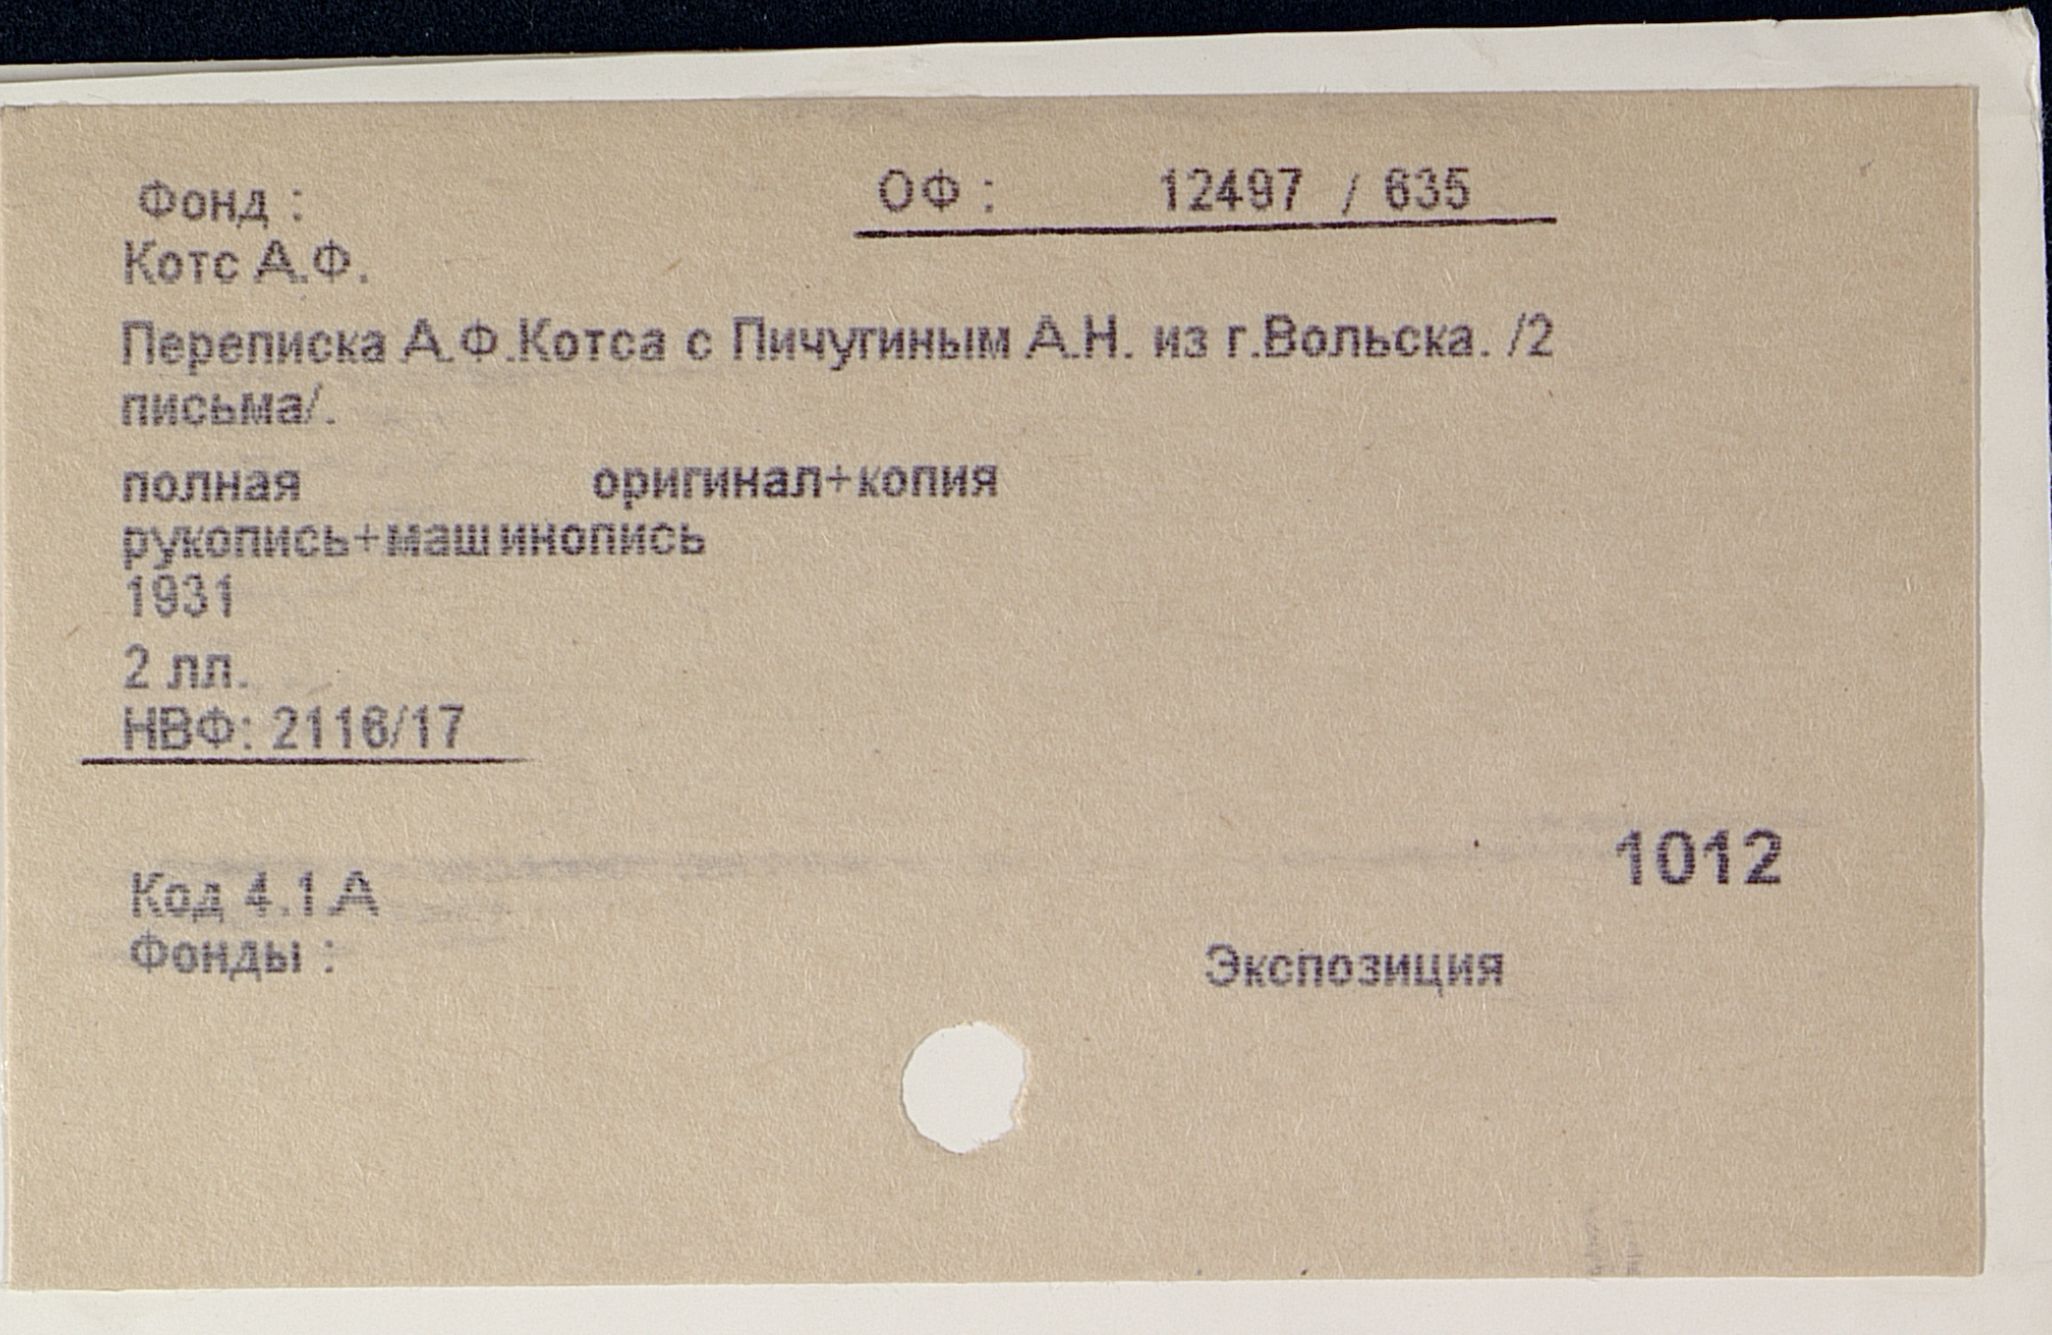 Фонд : ОФ : 12497 / 635
Котс А.Ф.
Переписка А.Ф.Котса с Пичугиным А.Н. из г.Вольска. /2
письма/.
полная оригинал+копия
рукопись+машинопись
1931
2 лл.
НВФ: 2116/17
1012
Код 4.1.А
Фонды : Экспозиция